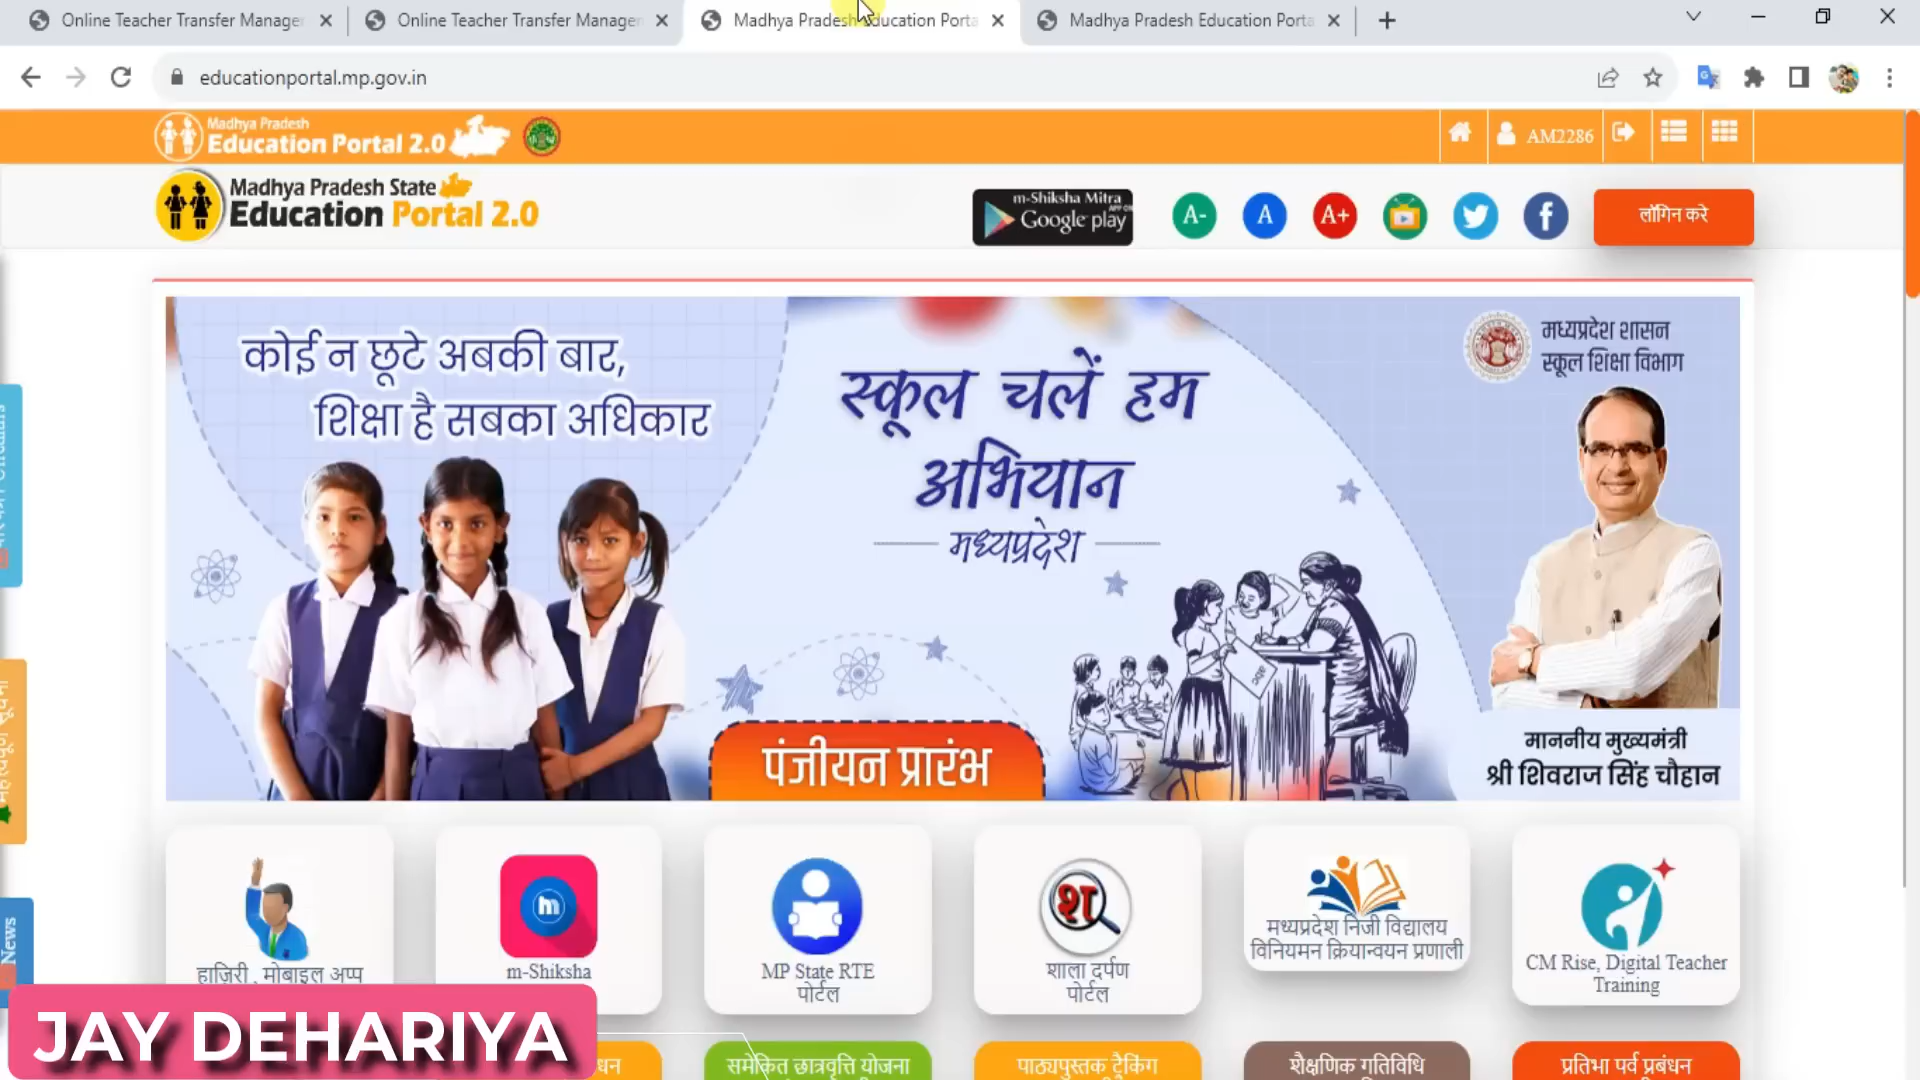 Online Teacher Transfer Manager
Online Teacher Transfer Manager
Madhya Pradesh Education Porta
Madhya Pradesh Education Porta
educationportal.mp.gov.in
Madhya Pradesh
Education Portal 2.0
AM2286
Madhya Pradesh State
Education Portal 2.0
m-Shiksha Mitra
Google play
A-
A
A+
लॉगिन करे
कोई न छूटे अबकी बार,
शिक्षा है सबका अधिकार
स्कूल चलें हम
अभियान
मध्यप्रदेश
मध्यप्रदेश शासन
स्कूल शिक्षा विभाग
पंजीयन प्रारंभ
माननीय मुख्यमंत्री
श्री शिवराज सिंह चौहान
News
हाज़िरी , मोबाइल अप्प
m-Shiksha
MP State RTE
पोर्टल
श
शाला दर्पण
पोर्टल
मध्यप्रदेश निजी विद्यालय
विनियमन क्रियान्वयन प्रणाली
CM Rise, Digital Teacher
Training
JAY DEHARIYA
समेकित छात्रवृत्ति योजना
पाठ्यपुस्तक ट्रैकिंग
शैक्षणिक गतिविधि
प्रतिभा पर्व प्रबंधन